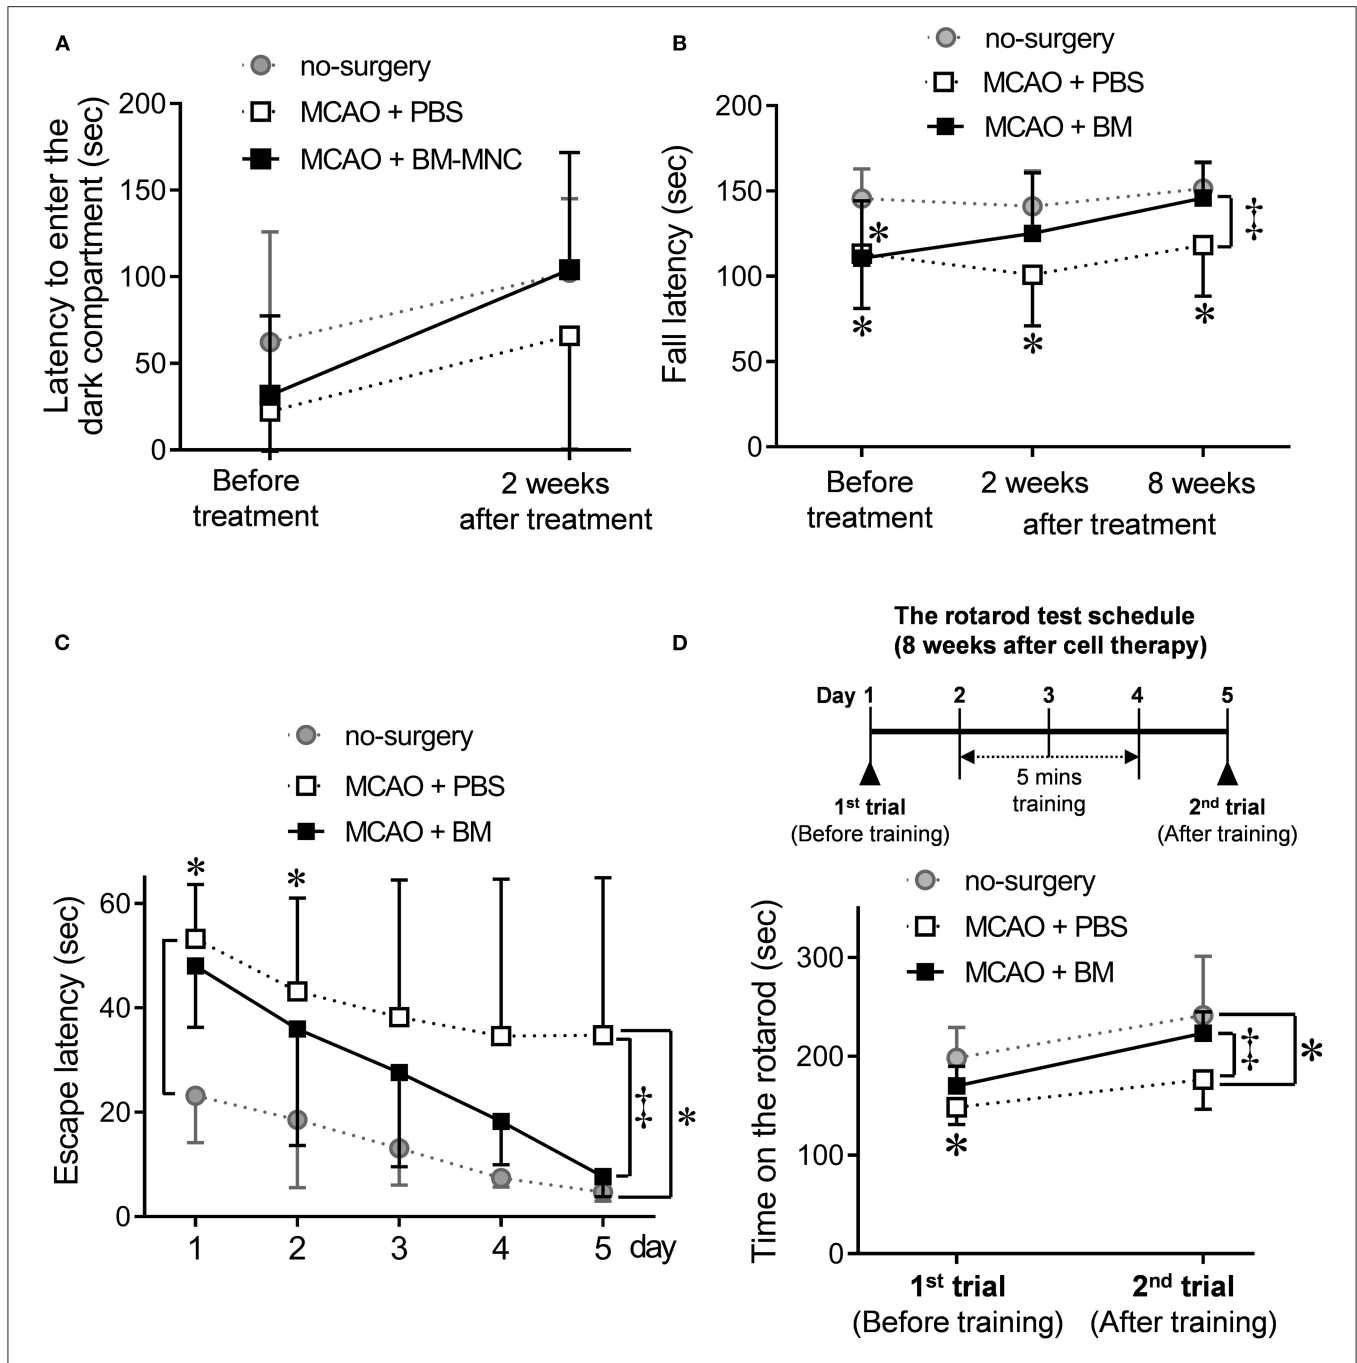 A
no-surgery
MCAO + PBS
MCAO + BM-MNC
Latency to enter the
dark compartment (sec)
200
150
100
50
0
Before
treatment
2 weeks
after treatment
B
no-surgery
MCAO + PBS
MCAO + BM
Fall latency (sec)
200
150
100
50
0
*
*
*
*
‡
Before
treatment
2 weeks
8 weeks
after treatment
C
no-surgery
MCAO + PBS
MCAO + BM
Escape latency (sec)
60
40
20
0
*
*
‡
*
1 2 3 4 5 day
D
The rotarod test schedule
(8 weeks after cell therapy)
Day 1 2 3 4 5
5 mins
training
1st trial
(Before training)
2nd trial
(After training)
no-surgery
MCAO + PBS
MCAO + BM
Time on the rotarod (sec)
300
200
100
0
*
‡
*
1st trial
(Before training)
2nd trial
(After training)